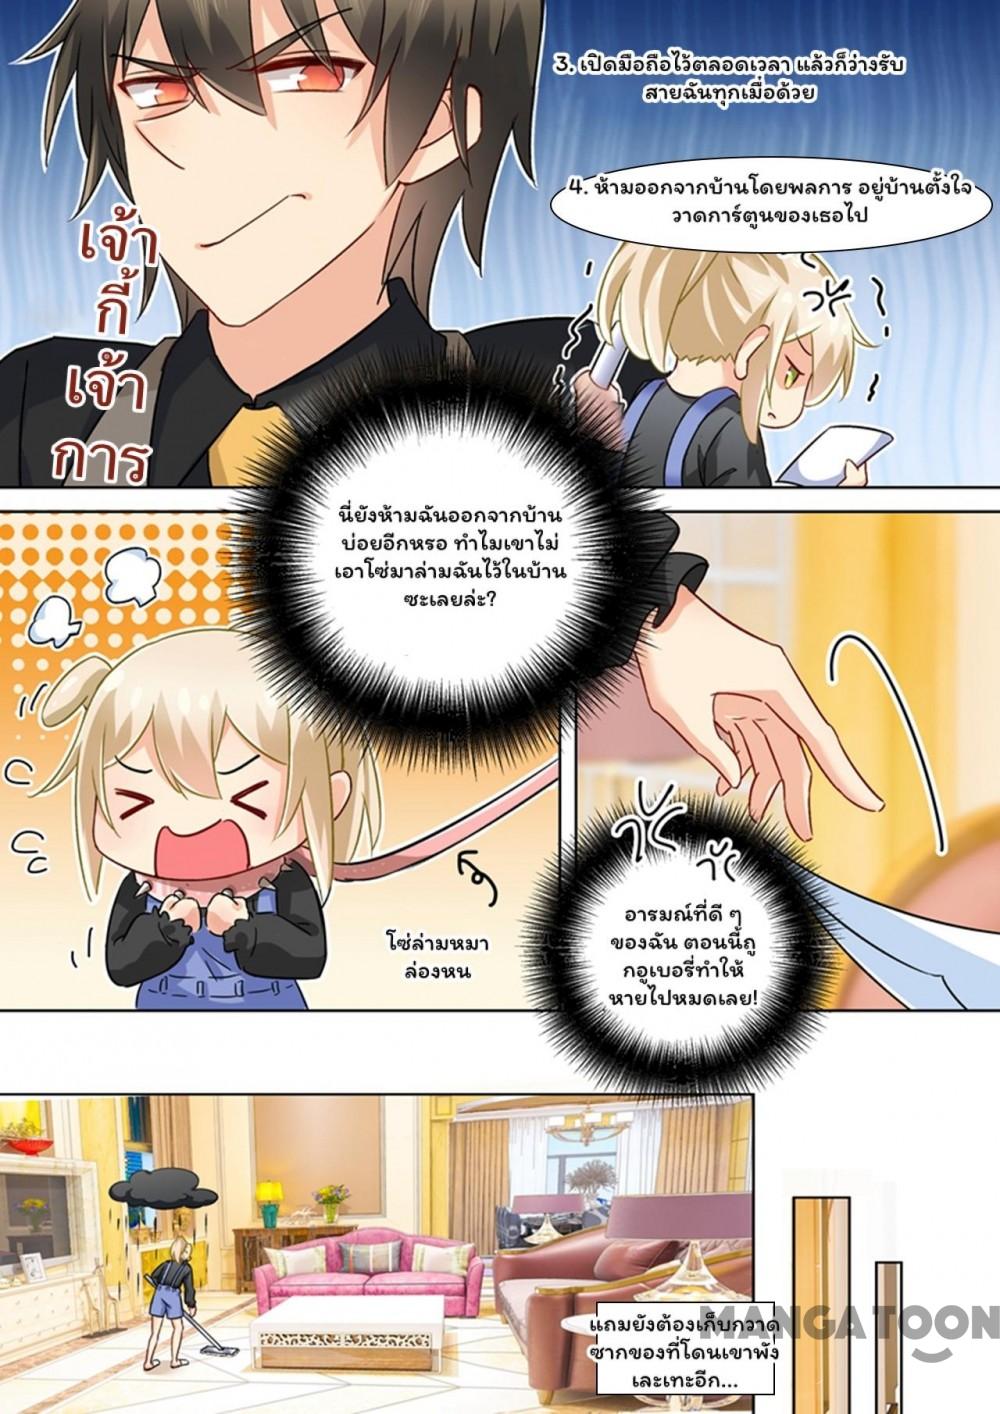 3. เปิดมือถือไว้ตลอดเวลา แล้วก็ว่างรับ
สายฉันทุกเมื่อด้วย
4. ห้ามออกจากบ้านโดยพลการ อยู่บ้านตั้งใจ
วาดการ์ตูนของเธอไป
เจ้า
กี้
เจ้า
การ
นี่ยังห้ามฉันออกจากบ้าน
บ่อยอีกหรอ ทำไมเขาไม่
เอาโซ่มาล่ามฉันไว้ในบ้าน
ซะเลยล่ะ?
โซ่ล่ามหมา
ล่องหน
อารมณ์ที่ดี ๆ
ของฉัน ตอนนี้ถู
กอูเบอรี่ทำให้
หายไปหมดเลย!
แถมยังต้องเก็บกวาด
ซากของที่โดนเขาพัง
เละเทะอีก...
MANGATOON